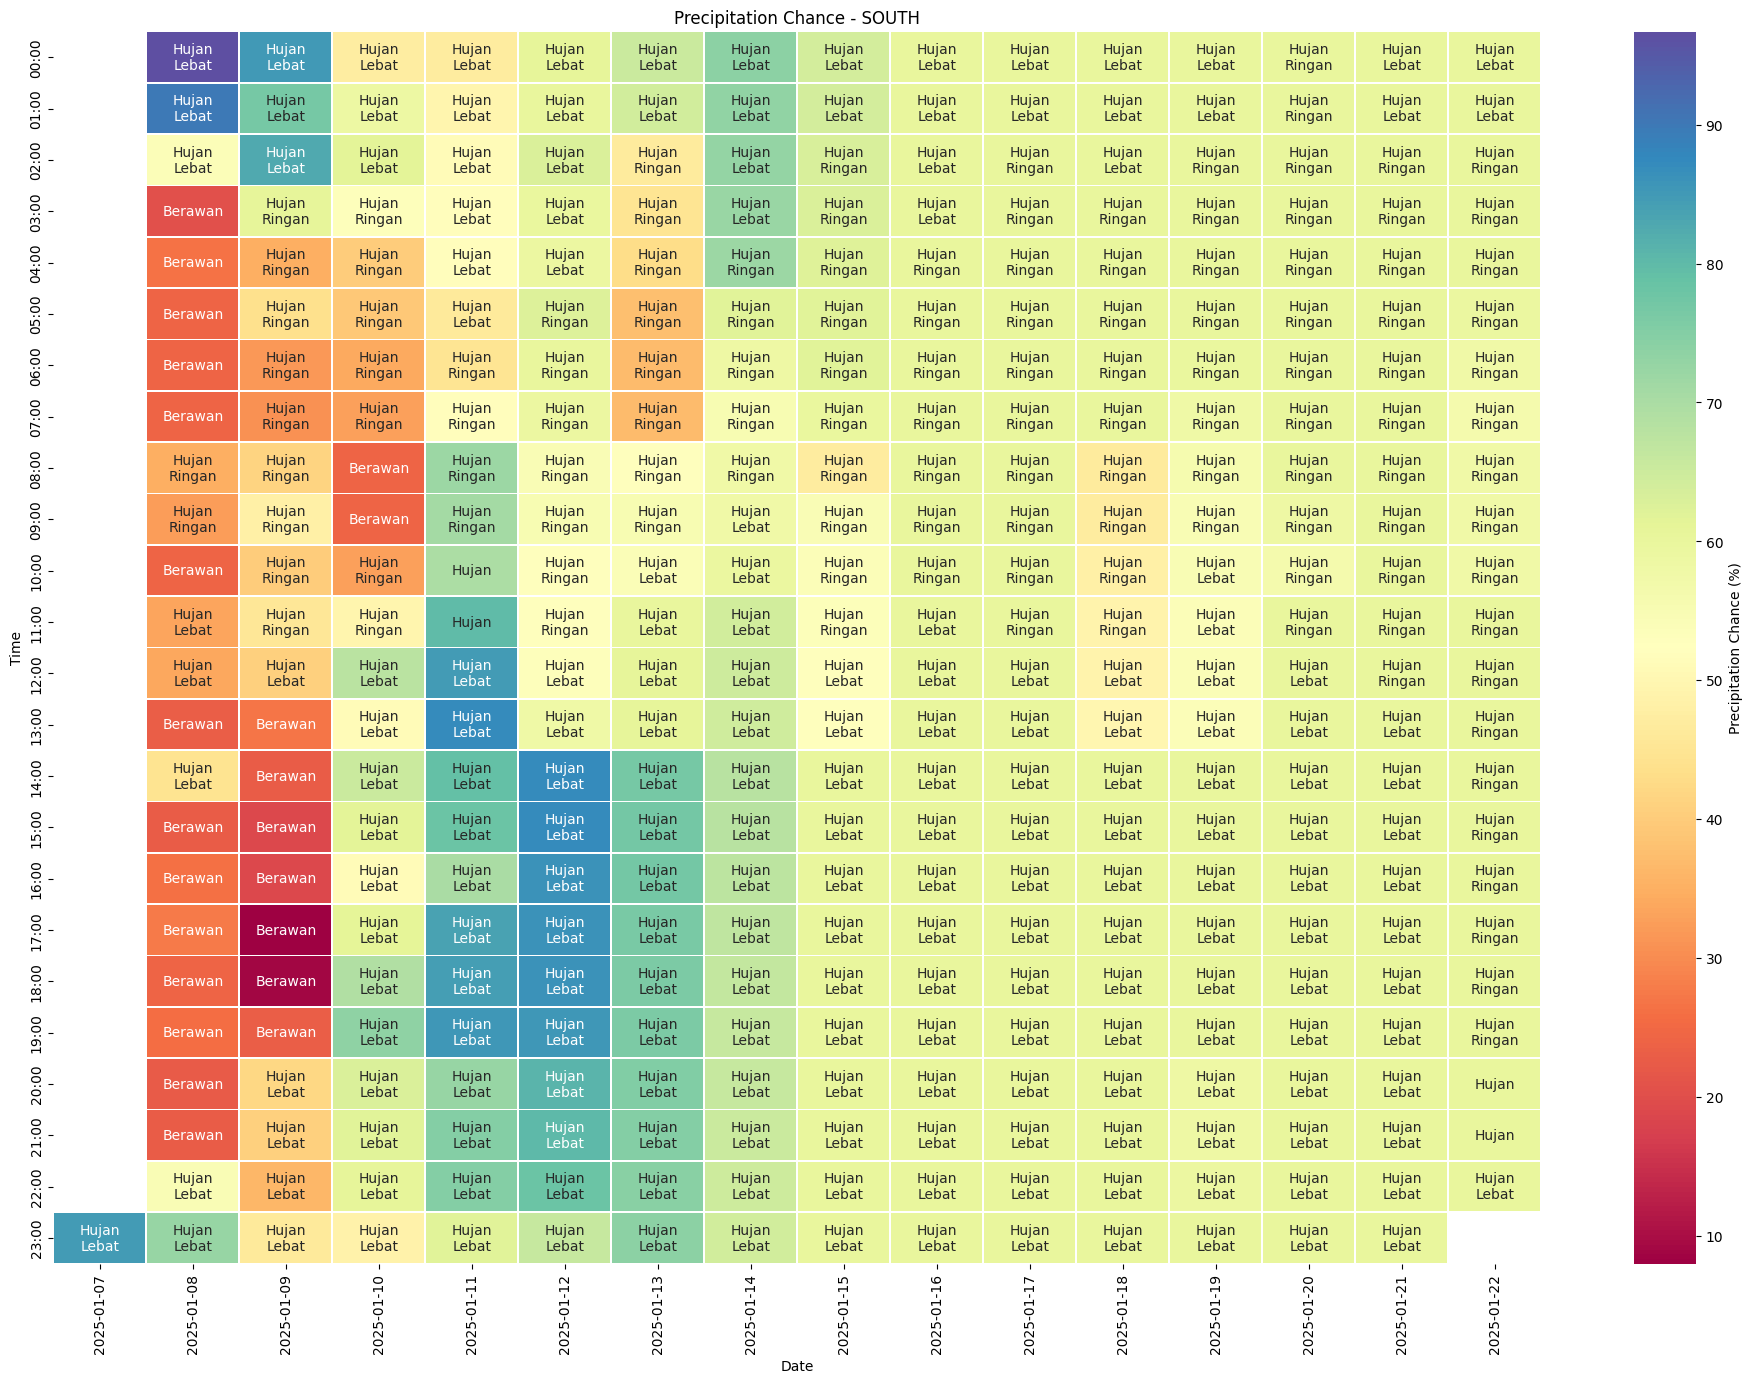 Precipitation Chance - SOUTH
00:00 Hujan Lebat Hujan Lebat Hujan Lebat Hujan Lebat Hujan Lebat Hujan Lebat Hujan Lebat Hujan Lebat Hujan Lebat Hujan Lebat Hujan Lebat Hujan Lebat Hujan Ringan Hujan Lebat Hujan Lebat
01:00 Hujan Lebat Hujan Lebat Hujan Lebat Hujan Lebat Hujan Lebat Hujan Lebat Hujan Lebat Hujan Lebat Hujan Lebat Hujan Lebat Hujan Lebat Hujan Lebat Hujan Ringan Hujan Lebat Hujan Lebat
02:00 Hujan Lebat Hujan Lebat Hujan Lebat Hujan Lebat Hujan Lebat Hujan Ringan Hujan Lebat Hujan Ringan Hujan Lebat Hujan Ringan Hujan Lebat Hujan Ringan Hujan Ringan Hujan Ringan Hujan Ringan
03:00 Berawan Hujan Ringan Hujan Ringan Hujan Lebat Hujan Lebat Hujan Ringan Hujan Lebat Hujan Ringan Hujan Lebat Hujan Ringan Hujan Ringan Hujan Ringan Hujan Ringan Hujan Ringan Hujan Ringan
04:00 Berawan Hujan Ringan Hujan Ringan Hujan Lebat Hujan Lebat Hujan Ringan Hujan Ringan Hujan Ringan Hujan Ringan Hujan Ringan Hujan Ringan Hujan Ringan Hujan Ringan Hujan Ringan Hujan Ringan
05:00 Berawan Hujan Ringan Hujan Ringan Hujan Lebat Hujan Ringan Hujan Ringan Hujan Ringan Hujan Ringan Hujan Ringan Hujan Ringan Hujan Ringan Hujan Ringan Hujan Ringan Hujan Ringan Hujan Ringan
06:00 Berawan Hujan Ringan Hujan Ringan Hujan Ringan Hujan Ringan Hujan Ringan Hujan Ringan Hujan Ringan Hujan Ringan Hujan Ringan Hujan Ringan Hujan Ringan Hujan Ringan Hujan Ringan Hujan Ringan
07:00 Berawan Hujan Ringan Hujan Ringan Hujan Ringan Hujan Ringan Hujan Ringan Hujan Ringan Hujan Ringan Hujan Ringan Hujan Ringan Hujan Ringan Hujan Ringan Hujan Ringan Hujan Ringan Hujan Ringan
08:00 Hujan Ringan Hujan Ringan Berawan Hujan Ringan Hujan Ringan Hujan Ringan Hujan Ringan Hujan Ringan Hujan Ringan Hujan Ringan Hujan Ringan Hujan Ringan Hujan Ringan Hujan Ringan Hujan Ringan
09:00 Hujan Ringan Hujan Ringan Berawan Hujan Ringan Hujan Ringan Hujan Ringan Hujan Lebat Hujan Ringan Hujan Ringan Hujan Ringan Hujan Ringan Hujan Ringan Hujan Ringan Hujan Ringan Hujan Ringan
10:00 Berawan Hujan Ringan Hujan Ringan Hujan Hujan Ringan Hujan Lebat Hujan Lebat Hujan Ringan Hujan Ringan Hujan Ringan Hujan Ringan Hujan Lebat Hujan Ringan Hujan Ringan Hujan Ringan
11:00 Hujan Lebat Hujan Ringan Hujan Ringan Hujan Hujan Ringan Hujan Lebat Hujan Lebat Hujan Ringan Hujan Lebat Hujan Ringan Hujan Ringan Hujan Lebat Hujan Ringan Hujan Ringan Hujan Ringan
12:00 Hujan Lebat Hujan Lebat Hujan Lebat Hujan Lebat Hujan Lebat Hujan Lebat Hujan Lebat Hujan Lebat Hujan Lebat Hujan Lebat Hujan Lebat Hujan Lebat Hujan Lebat Hujan Ringan Hujan Ringan
13:00 Berawan Berawan Hujan Lebat Hujan Lebat Hujan Lebat Hujan Lebat Hujan Lebat Hujan Lebat Hujan Lebat Hujan Lebat Hujan Lebat Hujan Lebat Hujan Lebat Hujan Lebat Hujan Ringan
14:00 Hujan Lebat Berawan Hujan Lebat Hujan Lebat Hujan Lebat Hujan Lebat Hujan Lebat Hujan Lebat Hujan Lebat Hujan Lebat Hujan Lebat Hujan Lebat Hujan Lebat Hujan Lebat Hujan Ringan
15:00 Berawan Berawan Hujan Lebat Hujan Lebat Hujan Lebat Hujan Lebat Hujan Lebat Hujan Lebat Hujan Lebat Hujan Lebat Hujan Lebat Hujan Lebat Hujan Lebat Hujan Lebat Hujan Ringan
16:00 Berawan Berawan Hujan Lebat Hujan Lebat Hujan Lebat Hujan Lebat Hujan Lebat Hujan Lebat Hujan Lebat Hujan Lebat Hujan Lebat Hujan Lebat Hujan Lebat Hujan Lebat Hujan Ringan
17:00 Berawan Berawan Hujan Lebat Hujan Lebat Hujan Lebat Hujan Lebat Hujan Lebat Hujan Lebat Hujan Lebat Hujan Lebat Hujan Lebat Hujan Lebat Hujan Lebat Hujan Lebat Hujan Ringan
18:00 Berawan Berawan Hujan Lebat Hujan Lebat Hujan Lebat Hujan Lebat Hujan Lebat Hujan Lebat Hujan Lebat Hujan Lebat Hujan Lebat Hujan Lebat Hujan Lebat Hujan Lebat Hujan Ringan
19:00 Berawan Berawan Hujan Lebat Hujan Lebat Hujan Lebat Hujan Lebat Hujan Lebat Hujan Lebat Hujan Lebat Hujan Lebat Hujan Lebat Hujan Lebat Hujan Lebat Hujan Lebat Hujan Ringan
20:00 Berawan Hujan Lebat Hujan Lebat Hujan Lebat Hujan Lebat Hujan Lebat Hujan Lebat Hujan Lebat Hujan Lebat Hujan Lebat Hujan Lebat Hujan Lebat Hujan Lebat Hujan Lebat Hujan
21:00 Berawan Hujan Lebat Hujan Lebat Hujan Lebat Hujan Lebat Hujan Lebat Hujan Lebat Hujan Lebat Hujan Lebat Hujan Lebat Hujan Lebat Hujan Lebat Hujan Lebat Hujan Lebat Hujan
22:00 Hujan Lebat Hujan Lebat Hujan Lebat Hujan Lebat Hujan Lebat Hujan Lebat Hujan Lebat Hujan Lebat Hujan Lebat Hujan Lebat Hujan Lebat Hujan Lebat Hujan Lebat Hujan Lebat Hujan Lebat
23:00 Hujan Lebat Hujan Lebat Hujan Lebat Hujan Lebat Hujan Lebat Hujan Lebat Hujan Lebat Hujan Lebat Hujan Lebat Hujan Lebat Hujan Lebat Hujan Lebat Hujan Lebat Hujan Lebat Hujan Lebat
Time
2025-01-07 2025-01-08 2025-01-09 2025-01-10 2025-01-11 2025-01-12 2025-01-13 2025-01-14 2025-01-15 2025-01-16 2025-01-17 2025-01-18 2025-01-19 2025-01-20 2025-01-21 2025-01-22
Date
90
80
70
60
50
40
30
20
10
Precipitation Chance (%)